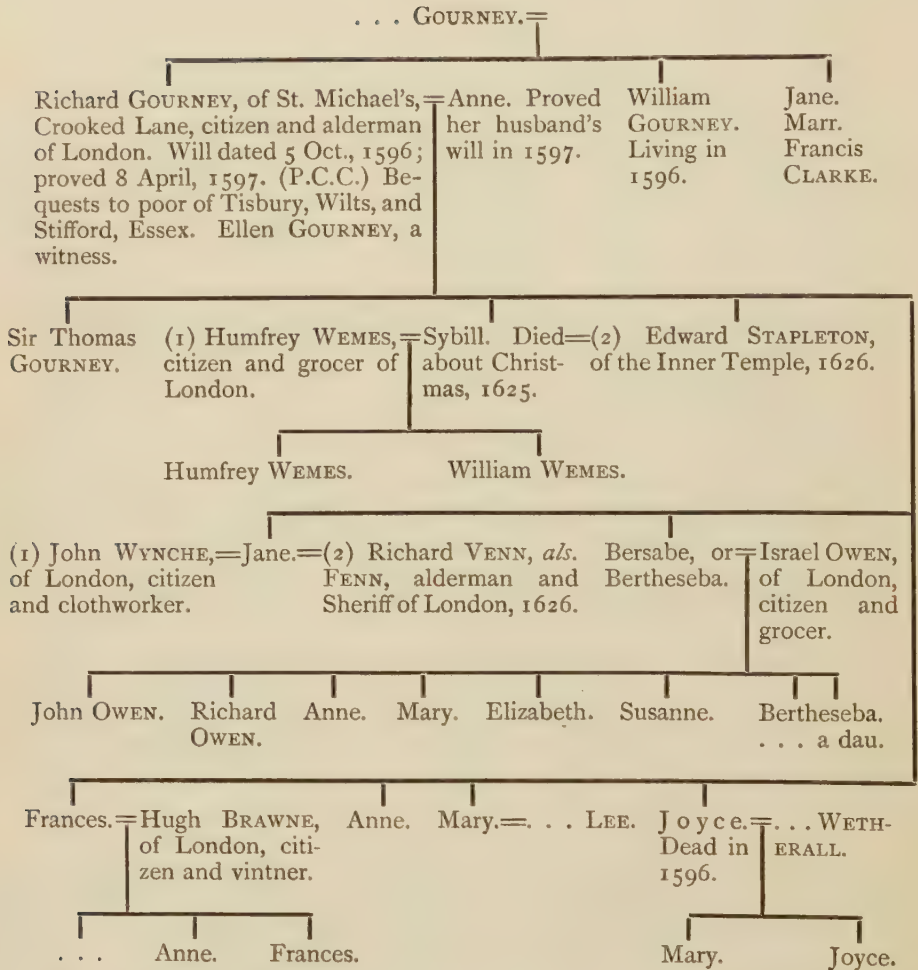 . . . GOURNEY.=
Richard GOURNEY, of St. Michael's,
Crooked Lane, citizen and alderman
of London. Will dated 5 Oct., 1596;
proved 8 April, 1597. (P.C.C.) Be-
quests to poor of Tisbury, Wilts, and
Stifford, Essex. Ellen GOURNEY, a
witness.
=Anne. Proved
her husband's
will in 1597.
William
GOURNEY.
Living in
1596.
Jane.
Marr.
Francis
CLARKE.
Sir Thomas
GOURNEY.
(1) Humfrey WEMES,
citizen and grocer of
London.
=Sybill. Died
about Christ-
mas, 1625.
=(2) Edward STAPLETON,
of the Inner Temple, 1626.
Humfrey WEMES.
William WEMES.
(1) John WYNCHE,
of London, citizen
and clothworker.
=Jane.
=(2) Richard VENN, als.
FENN, alderman and
Sheriff of London, 1626.
Bersabe, or
Bertheseba.
=Israel OWEN,
of London,
citizen and
grocer.
John OWEN.
Richard
OWEN.
Anne.
Mary.
Elizabeth.
Susanne.
Bertheseba.
. . . a dau.
Frances.
=Hugh BRAWNE,
of London, citi-
zen and vintner.
Anne.
Mary.=. . . LEE.
Joyce.
Dead in
1596.
=. . . WETH-
ERALL.
. . .
Anne.
Frances.
Mary.
Joyce.